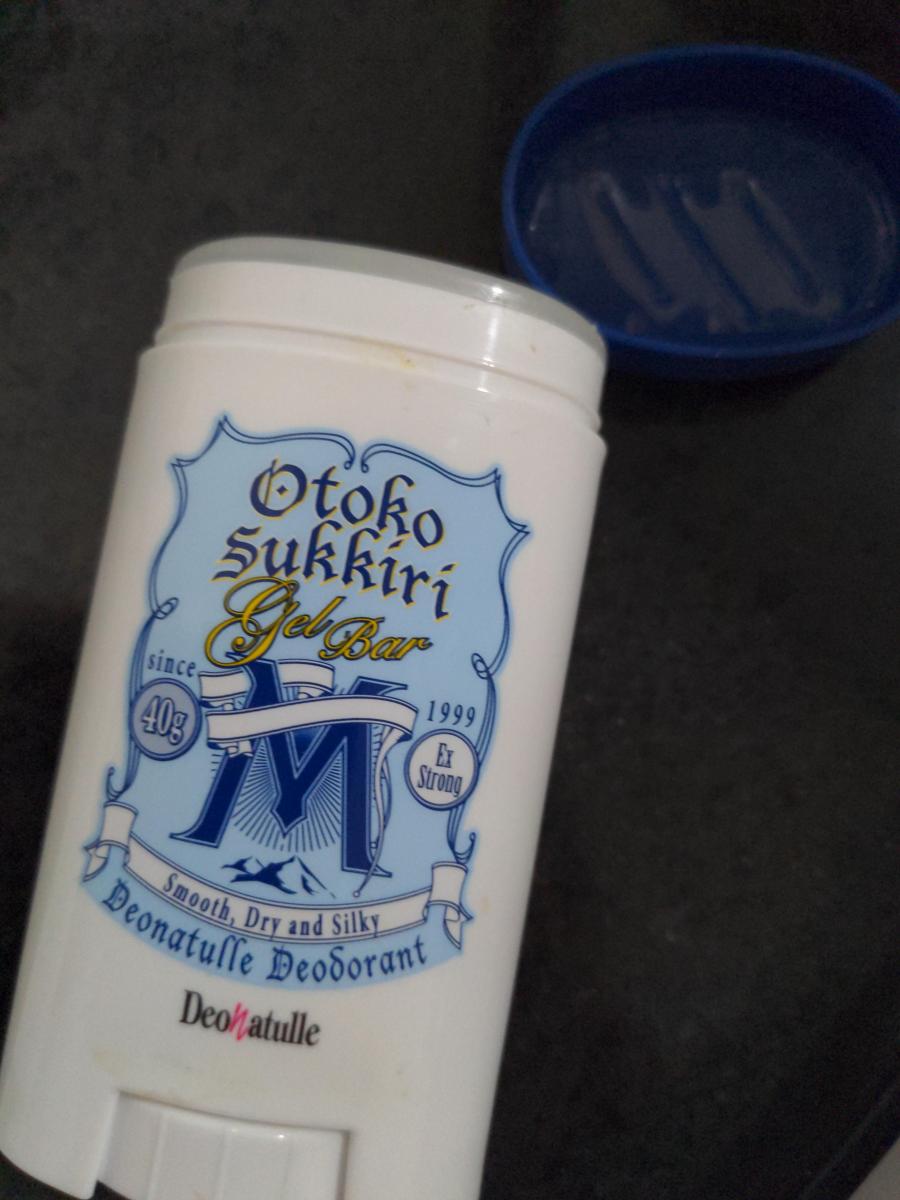 Otoko
Sukkiri
Gel Bar
since
1999
40g
M
Ex
Strong
Smooth, Dry and Silky
Deonatulle Deodorant
Deonatulle